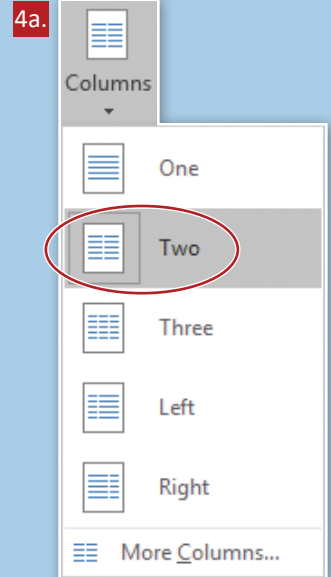 4a.
Columns
One
Two
Three
Left
Right
More Columns...